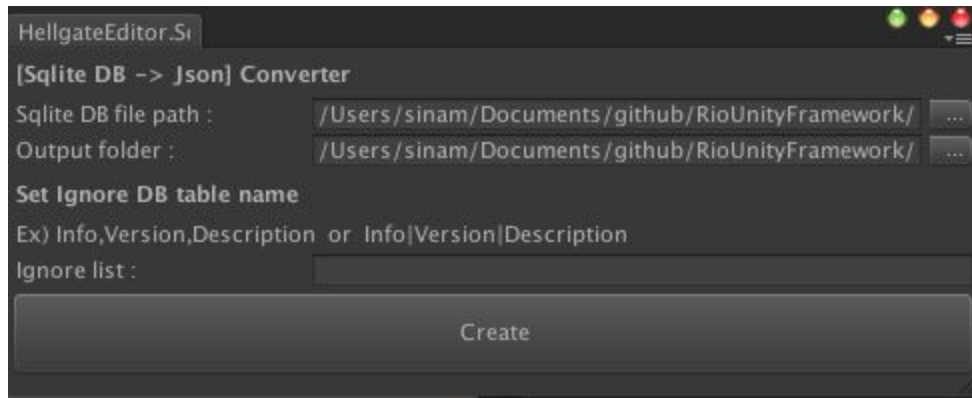 HellgateEditor.S
[Sqlite DB -> Json] Converter
Sqlite DB file path : /Users/sinam/Documents/github/RioUnityFramework/ ...
Output folder : /Users/sinam/Documents/github/RioUnityFramework/ ...
Set Ignore DB table name
Ex) Info,Version,Description or Info|Version|Description
Ignore list :
Create